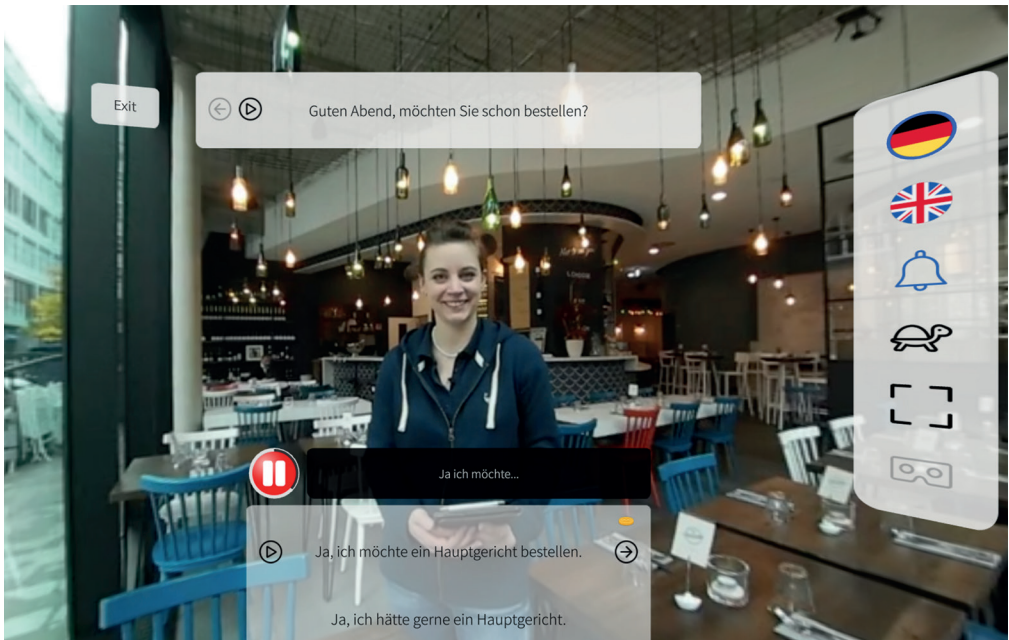 Exit
Guten Abend, möchten Sie schon bestellen?
Ja ich möchte...
Ja, ich möchte ein Hauptgericht bestellen.
Ja, ich hätte gerne ein Hauptgericht.